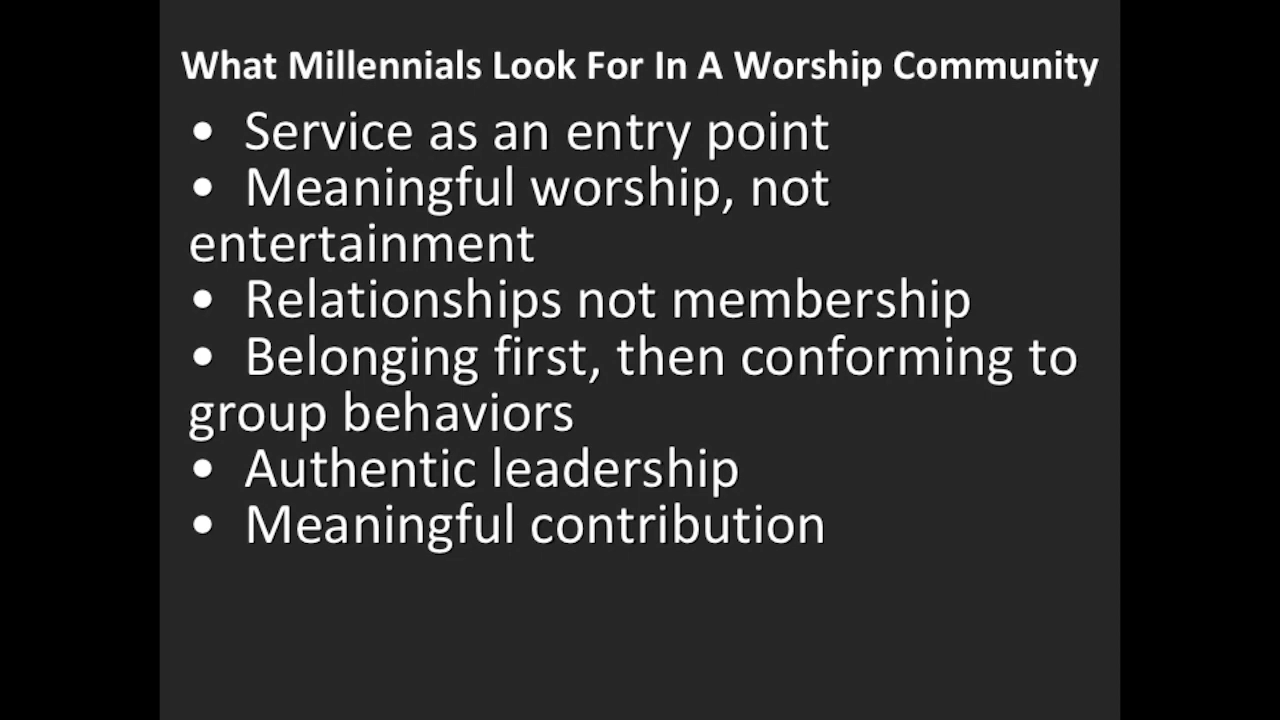 What Millennials Look For In A Worship Community
• Service as an entry point
• Meaningful worship, not
entertainment
• Relationships not membership
• Belonging first, then conforming to
group behaviors
• Authentic leadership
• Meaningful contribution